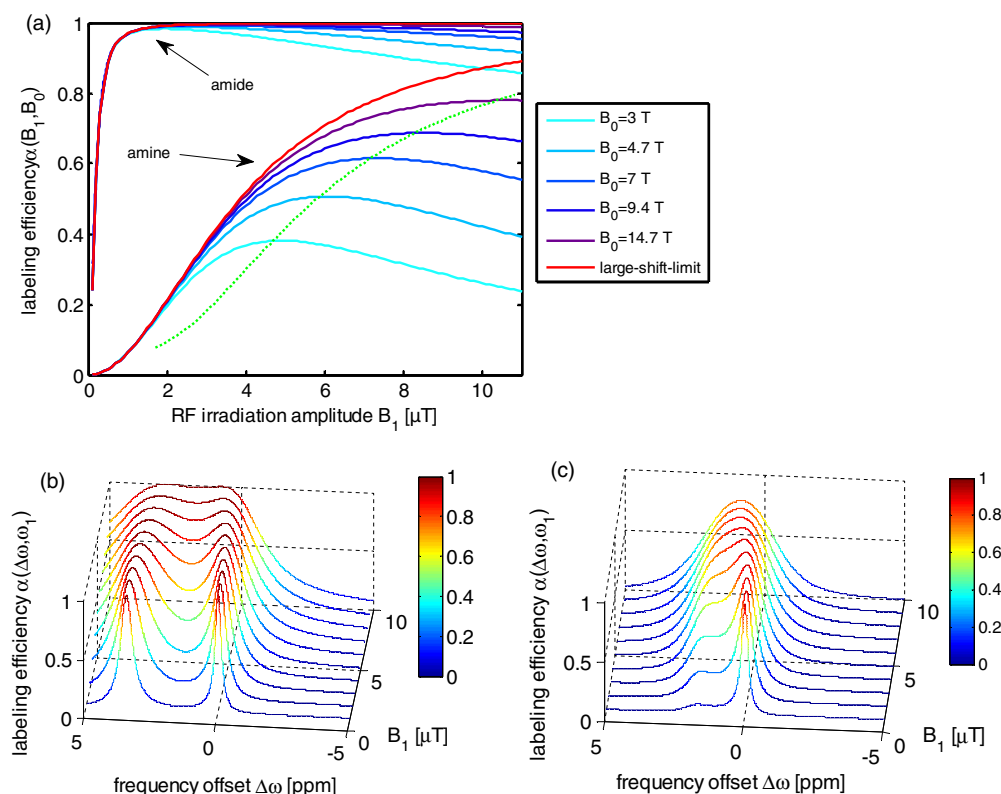 (a)
labeling efficiencyα(B1,B0)
1
0.8
0.6
0.4
0.2
0
amide
amine
0 2 4 6 8 10
RF irradiation amplitude B1 [μT]
B0=3 T
B0=4.7 T
B0=7 T
B0=9.4 T
B0=14.7 T
large-shift-limit
(b)
labeling efficiency α(Δω,ω1)
1
0.5
0
5 0 -5
frequency offset Δω [ppm]
10
5
0
B1 [μT]
1
0.8
0.6
0.4
0.2
0
(c)
labeling efficiency α(Δω,ω1)
1
0.5
0
5 0 -5
frequency offset Δω [ppm]
10
5
0
B1 [μT]
1
0.8
0.6
0.4
0.2
0